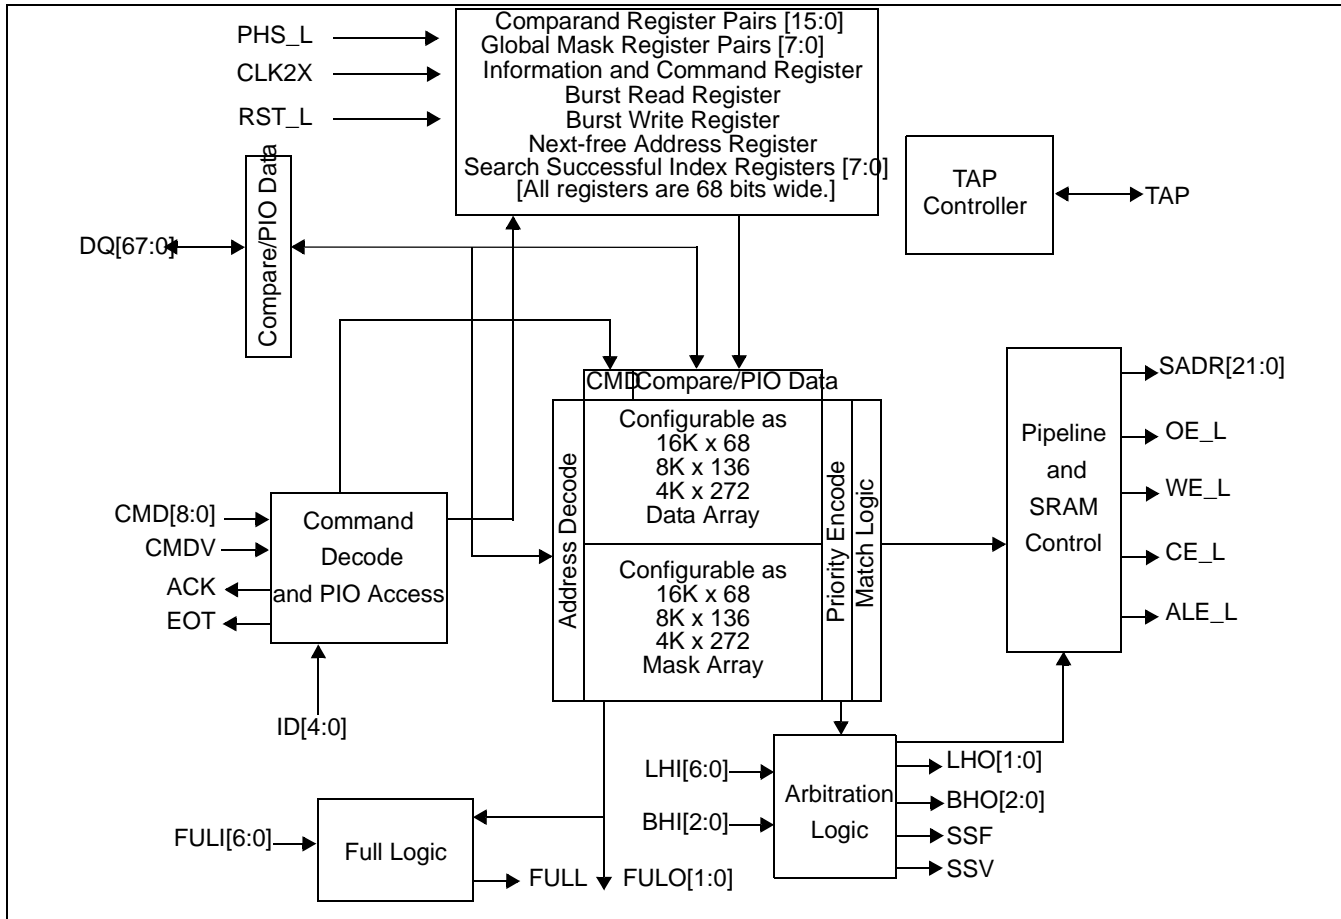 PHS_L
CLK2X
RST_L
Comparand Register Pairs [15:0]
Global Mask Register Pairs [7:0]
Information and Command Register
Burst Read Register
Burst Write Register
Next-free Address Register
Search Successful Index Registers [7:0]
[All registers are 68 bits wide.]
TAP
Controller
TAP
DQ[67:0]
Compare/PIO Data
CMD
Compare/PIO Data
Address Decode
Configurable as
16K x 68
8K x 136
4K x 272
Data Array
Configurable as
16K x 68
8K x 136
4K x 272
Mask Array
Priority Encode
Match Logic
Pipeline
and
SRAM
Control
SADR[21:0]
OE_L
WE_L
CE_L
ALE_L
CMD[8:0]
CMDV
ACK
EOT
Command
Decode
and PIO Access
ID[4:0]
LHI[6:0]
BHI[2:0]
Arbitration
Logic
LHO[1:0]
BHO[2:0]
SSF
SSV
FULI[6:0]
Full Logic
FULL
FULO[1:0]